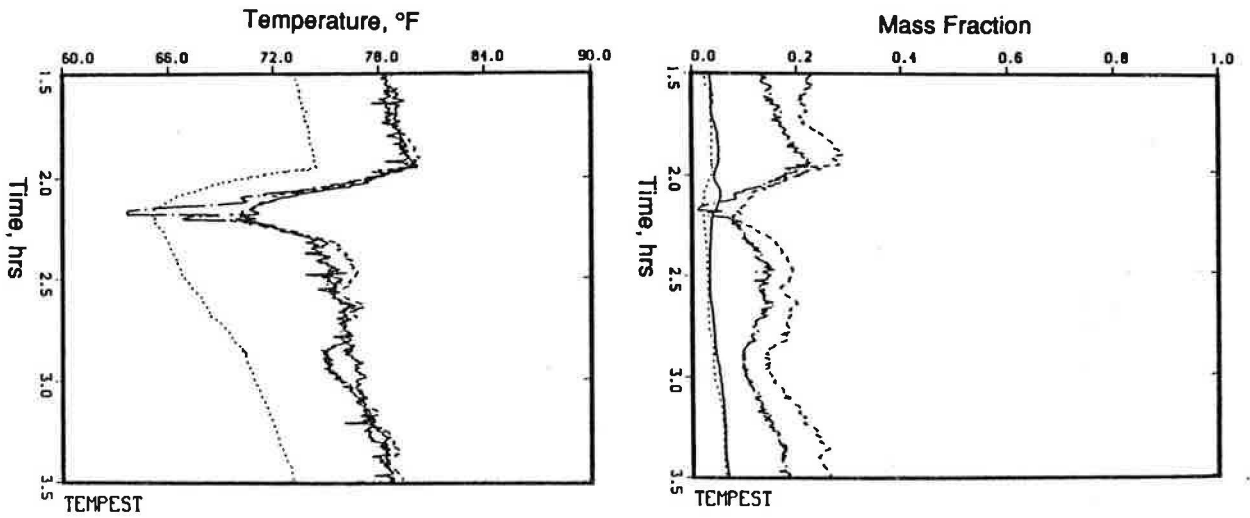 Temperature, °F
60.0 66.0 72.0 78.0 84.0 90.0
1.5
2.0
2.5
3.0
3.5
Time, hrs
TEMPEST
Mass Fraction
0.0 0.2 0.4 0.6 0.8 1.0
1.5
2.0
2.5
3.0
3.5
Time, hrs
TEMPEST